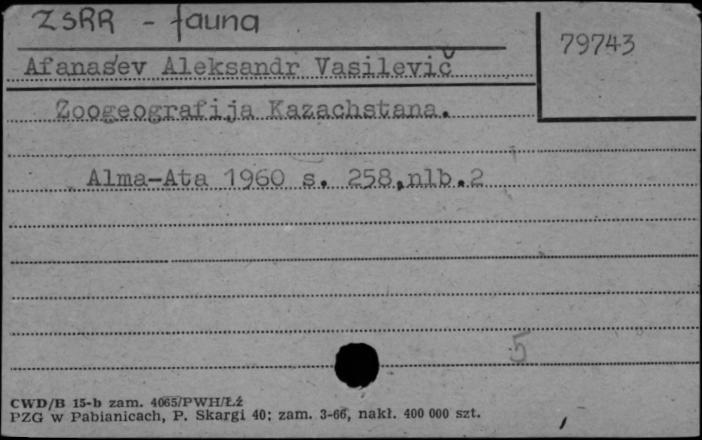 ZSRR - fauna
79743
Afanas'ev Aleksandr Vasilevič
Zoogeografija Kazachstana.
Alma-Ata 1960 s. 258,nlb.2
5
CWD/B 15-b zam. 4065/PWH/Łź
PZG w Pabianicach, P. Skargi 40; zam. 3-66, nakł. 400 000 szt.